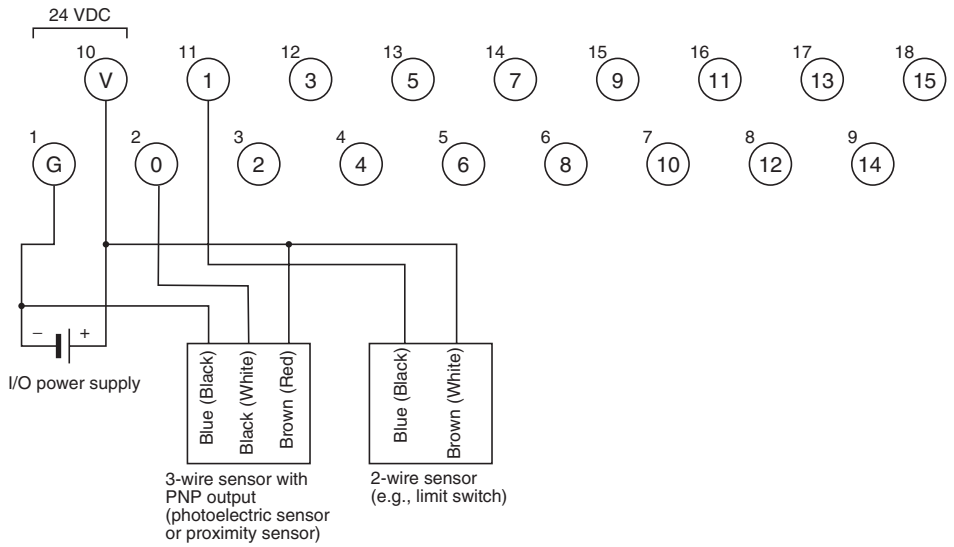 24 VDC
10 11 12 13 14 15 16 17 18
V 1 3 5 7 9 11 13 15
1 2 3 4 5 6 7 8 9
G 0 2 4 6 8 10 12 14
– +
I/O power supply
Blue (Black)
Black (White)
Brown (Red)
Blue (Black)
Brown (White)
3-wire sensor with
PNP output
(photoelectric sensor
or proximity sensor)
2-wire sensor
(e.g., limit switch)